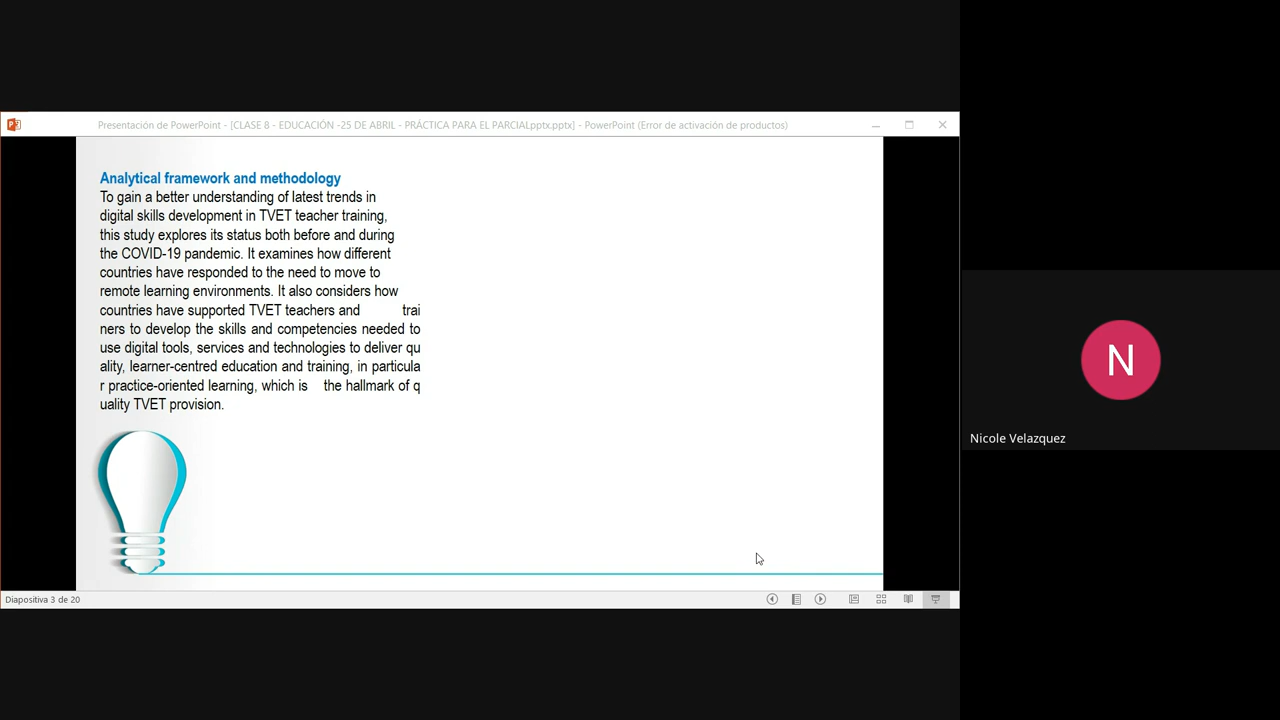 Presentación de PowerPoint - [CLASE 8 - EDUCACIÓN -25 DE ABRIL - PRÁCTICA PARA EL PARCIALpptx.pptx] - PowerPoint (Error de activación de productos)
Analytical framework and methodology
To gain a better understanding of latest trends in
digital skills development in TVET teacher training,
this study explores its status both before and during
the COVID-19 pandemic. It examines how different
countries have responded to the need to move to
remote learning environments. It also considers how
countries have supported TVET teachers and trai
ners to develop the skills and competencies needed to
use digital tools, services and technologies to deliver qu
ality, learner-centred education and training, in particula
r practice-oriented learning, which is the hallmark of q
uality TVET provision.
N
Nicole Velazquez
Diapositiva 3 de 20